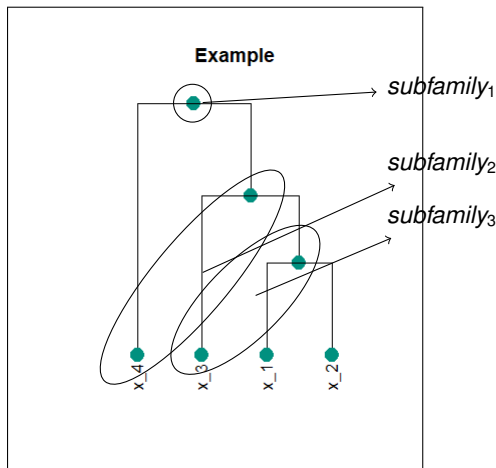 Example
subfamily₁
subfamily₂
subfamily₃
x_4
x_3
x_1
x_2